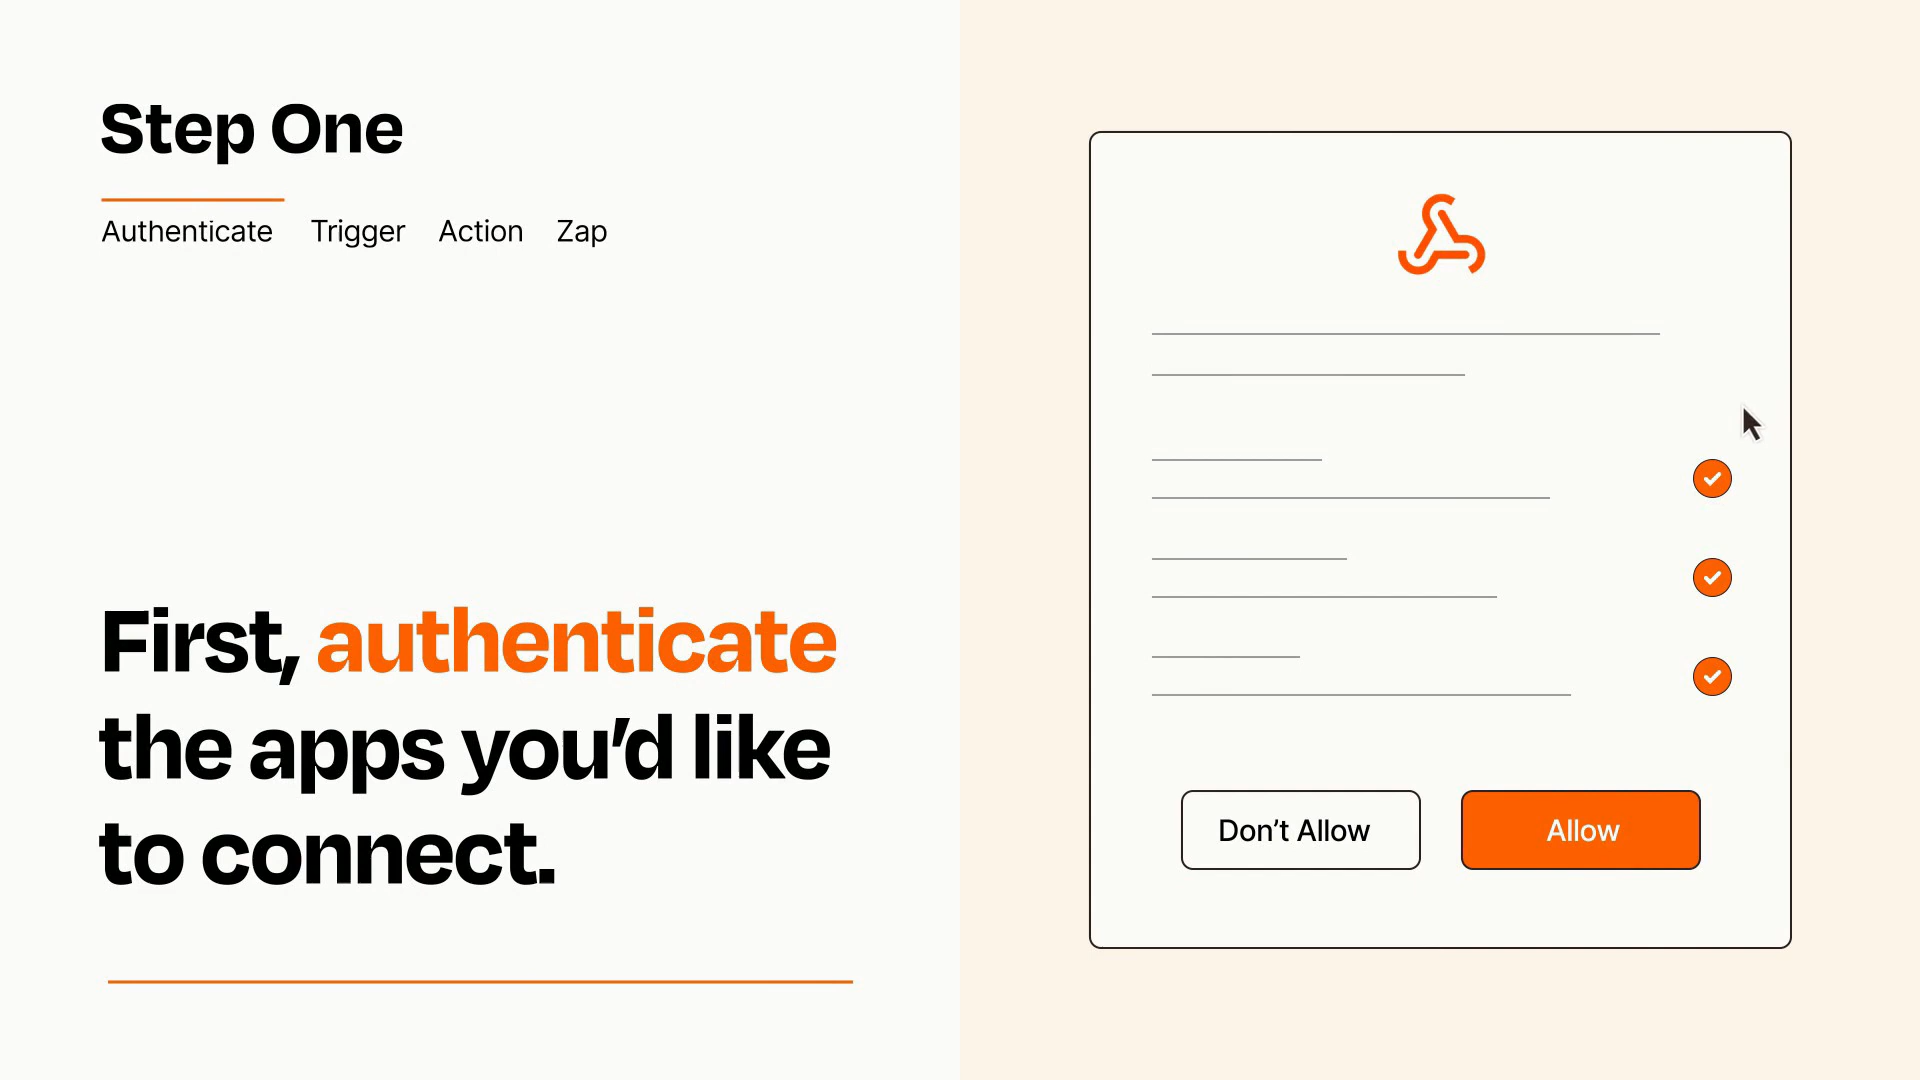 Step One
Authenticate Trigger Action Zap
First, authenticate
the apps you’d like
to connect.
Don’t Allow
Allow